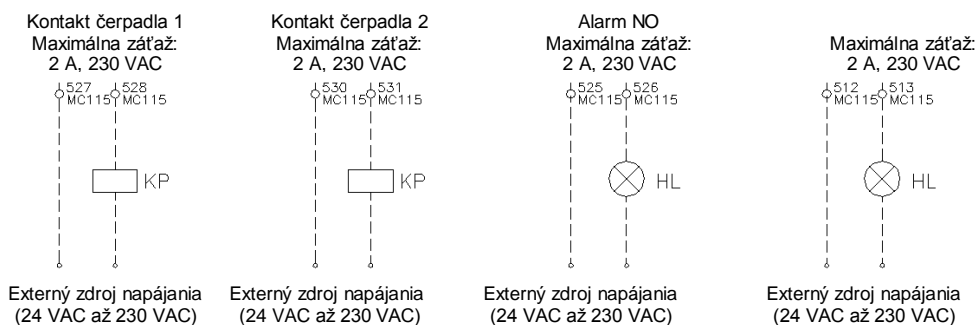 Kontakt čerpadla 1
Maximálna záťaž:
2 A, 230 VAC
527 528
MC115 MC115
KP
Externý zdroj napájania
(24 VAC až 230 VAC)
Kontakt čerpadla 2
Maximálna záťaž:
2 A, 230 VAC
530 531
MC115 MC115
KP
Externý zdroj napájania
(24 VAC až 230 VAC)
Alarm NO
Maximálna záťaž:
2 A, 230 VAC
525 526
MC115 MC115
HL
Externý zdroj napájania
(24 VAC až 230 VAC)
Maximálna záťaž:
2 A, 230 VAC
512 513
MC115 MC115
HL
Externý zdroj napájania
(24 VAC až 230 VAC)